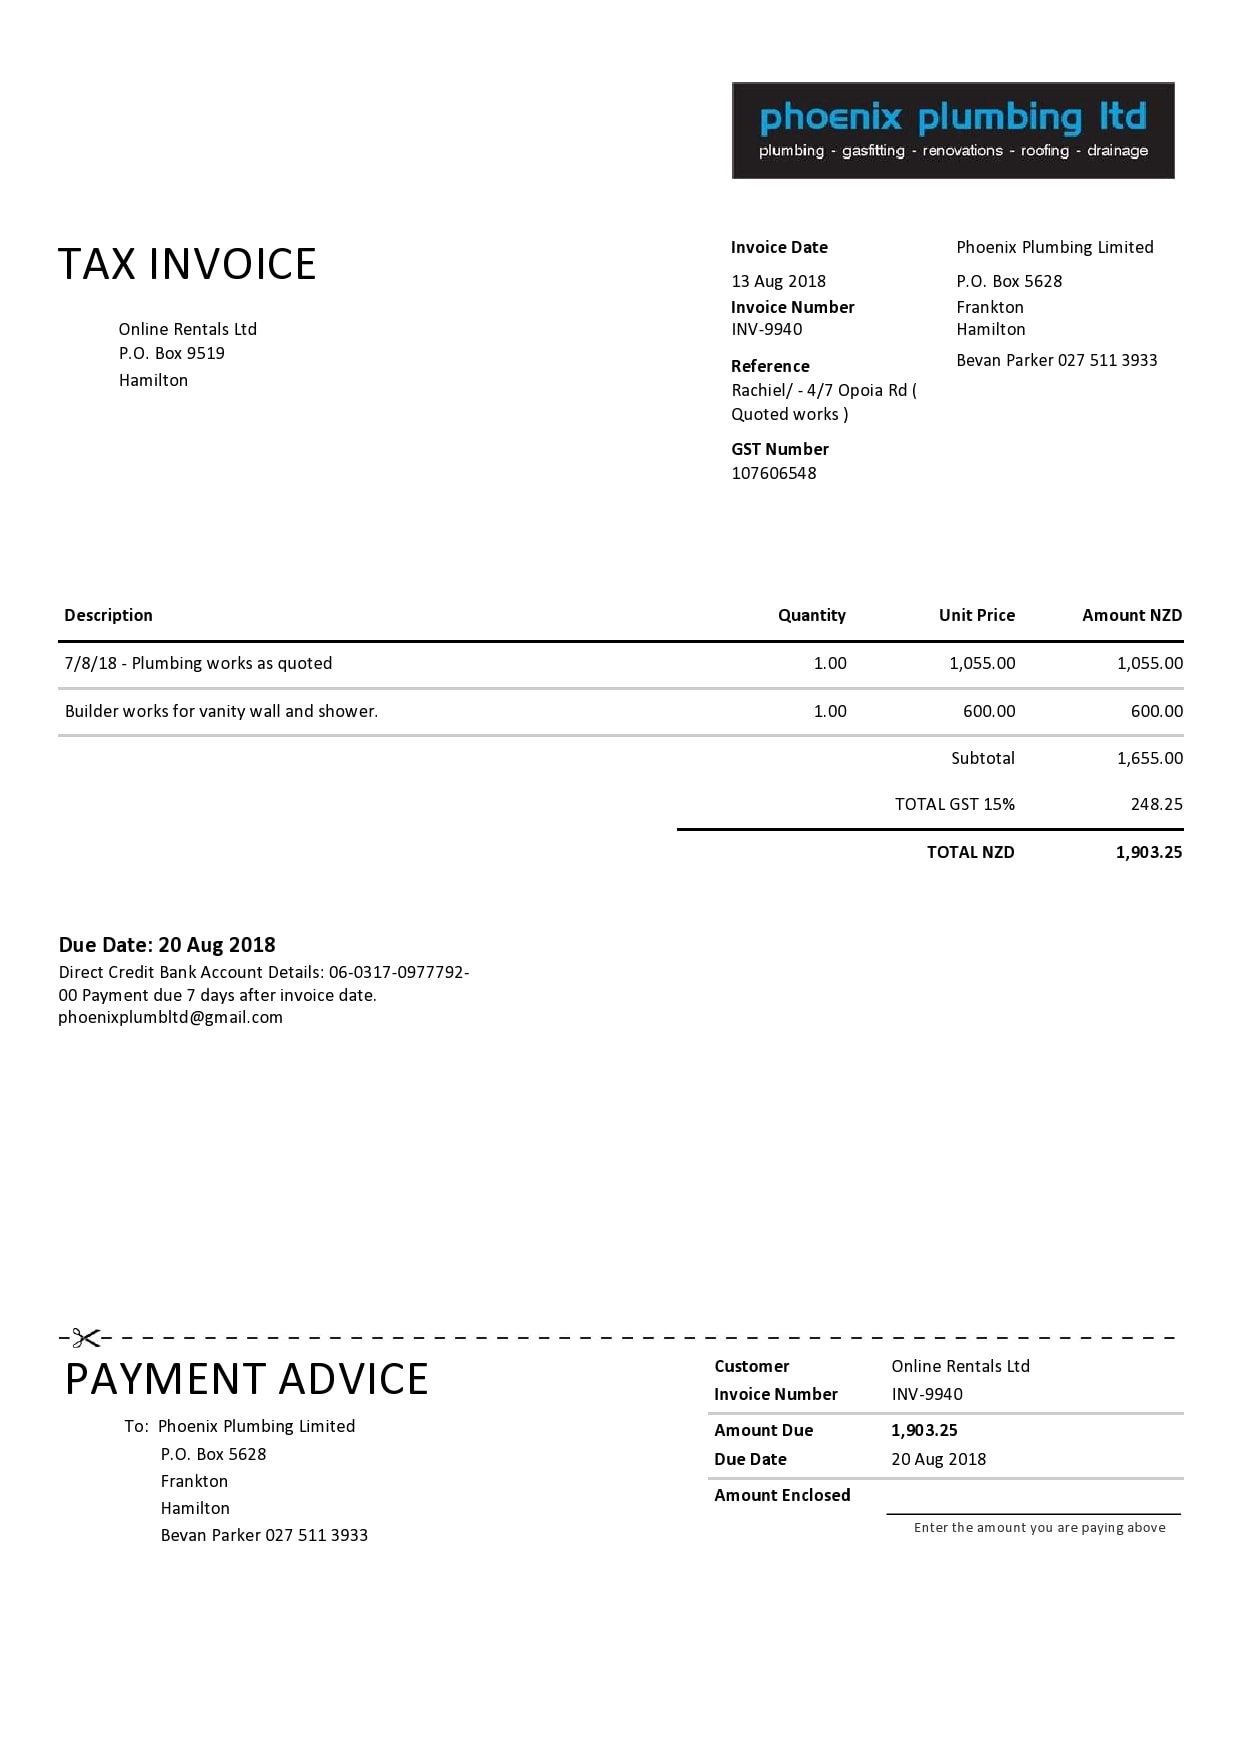 phoenix plumbing ltd
plumbing - gasfitting - renovations - roofing - drainage
TAX INVOICE
Online Rentals Ltd
P.O. Box 9519
Hamilton
Invoice Date
13 Aug 2018
Invoice Number
INV-9940
Reference
Rachiel/ - 4/7 Opoia Rd (
Quoted works )
GST Number
107606548
Phoenix Plumbing Limited
P.O. Box 5628
Frankton
Hamilton
Bevan Parker 027 511 3933
Description Quantity Unit Price Amount NZD
7/8/18 - Plumbing works as quoted 1.00 1,055.00 1,055.00
Builder works for vanity wall and shower. 1.00 600.00 600.00
Subtotal 1,655.00
TOTAL GST 15% 248.25
TOTAL NZD 1,903.25
Due Date: 20 Aug 2018
Direct Credit Bank Account Details: 06-0317-0977792-
00 Payment due 7 days after invoice date.
phoenixplumbltd@gmail.com
PAYMENT ADVICE
To: Phoenix Plumbing Limited
P.O. Box 5628
Frankton
Hamilton
Bevan Parker 027 511 3933
Customer Online Rentals Ltd
Invoice Number INV-9940
Amount Due 1,903.25
Due Date 20 Aug 2018
Amount Enclosed
Enter the amount you are paying above